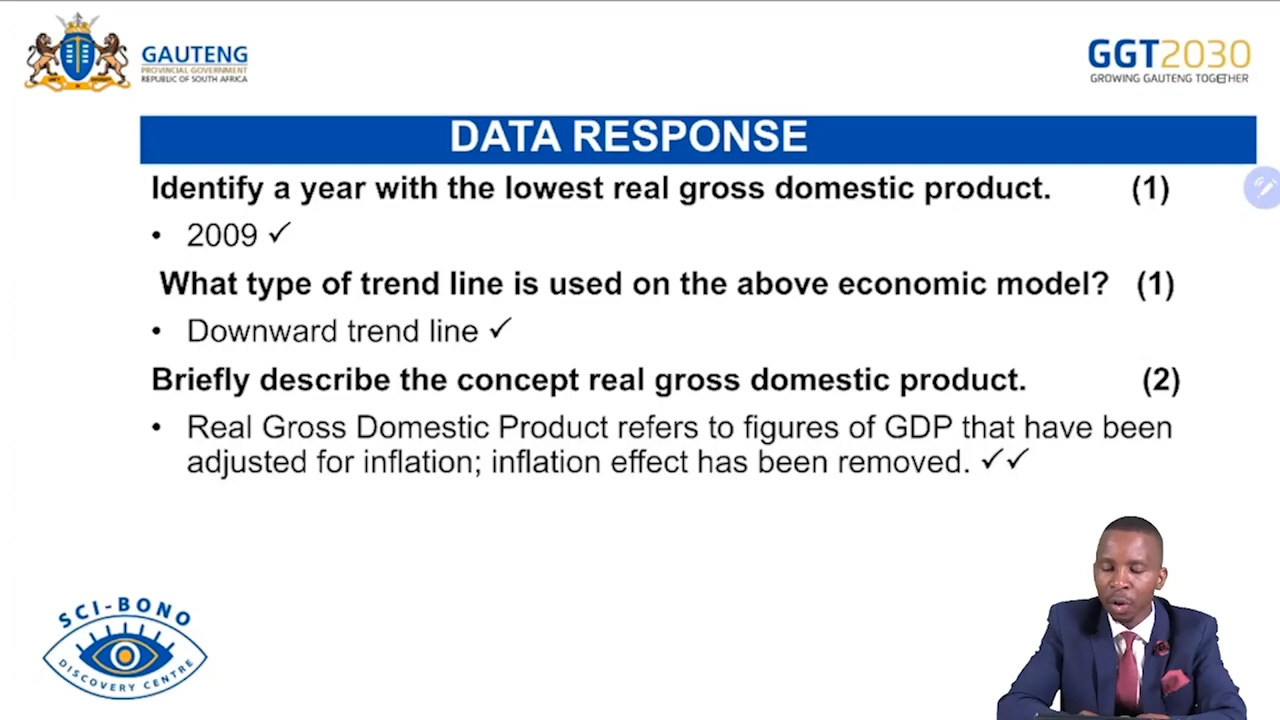 GAUTENG
PROVINCIAL GOVERNMENT
REPUBLIC OF SOUTH AFRICA
GGT2030
GROWING GAUTENG TOGETHER
DATA RESPONSE
Identify a year with the lowest real gross domestic product. (1)
• 2009 ✓
What type of trend line is used on the above economic model? (1)
• Downward trend line ✓
Briefly describe the concept real gross domestic product. (2)
• Real Gross Domestic Product refers to figures of GDP that have been
adjusted for inflation; inflation effect has been removed. ✓✓
SCI-BONO
DISCOVERY CENTRE